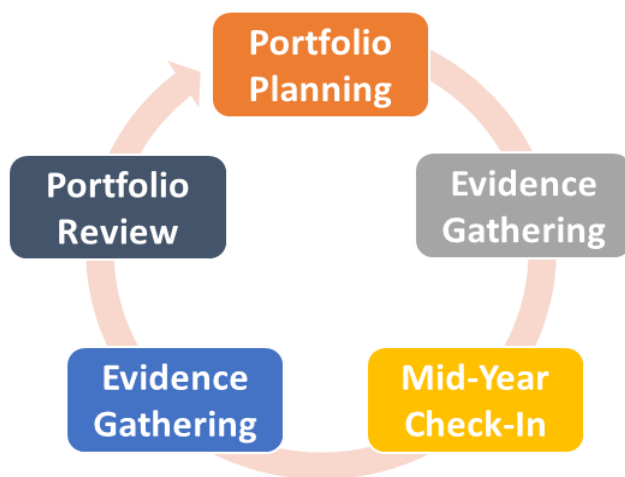 Portfolio
Planning
Evidence
Gathering
Mid-Year
Check-In
Evidence
Gathering
Portfolio
Review